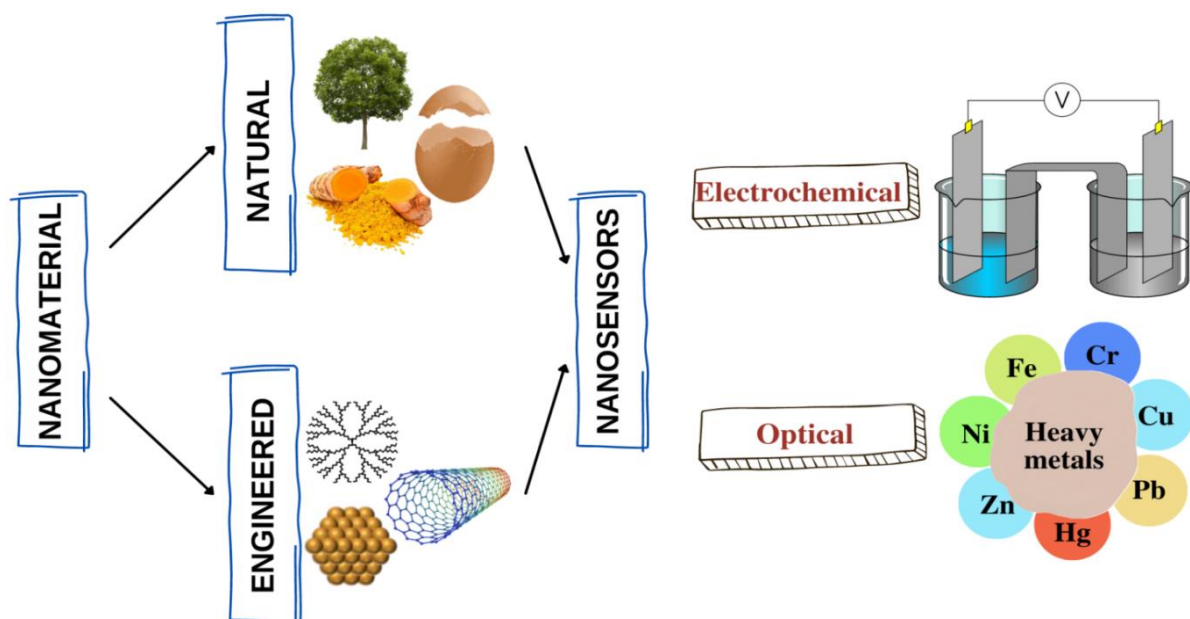 NANOMATERIAL
NATURAL
ENGINEERED
NANOSENSORS
Electrochemical
V
Optical
Heavy
metals
Fe
Cr
Cu
Pb
Hg
Zn
Ni